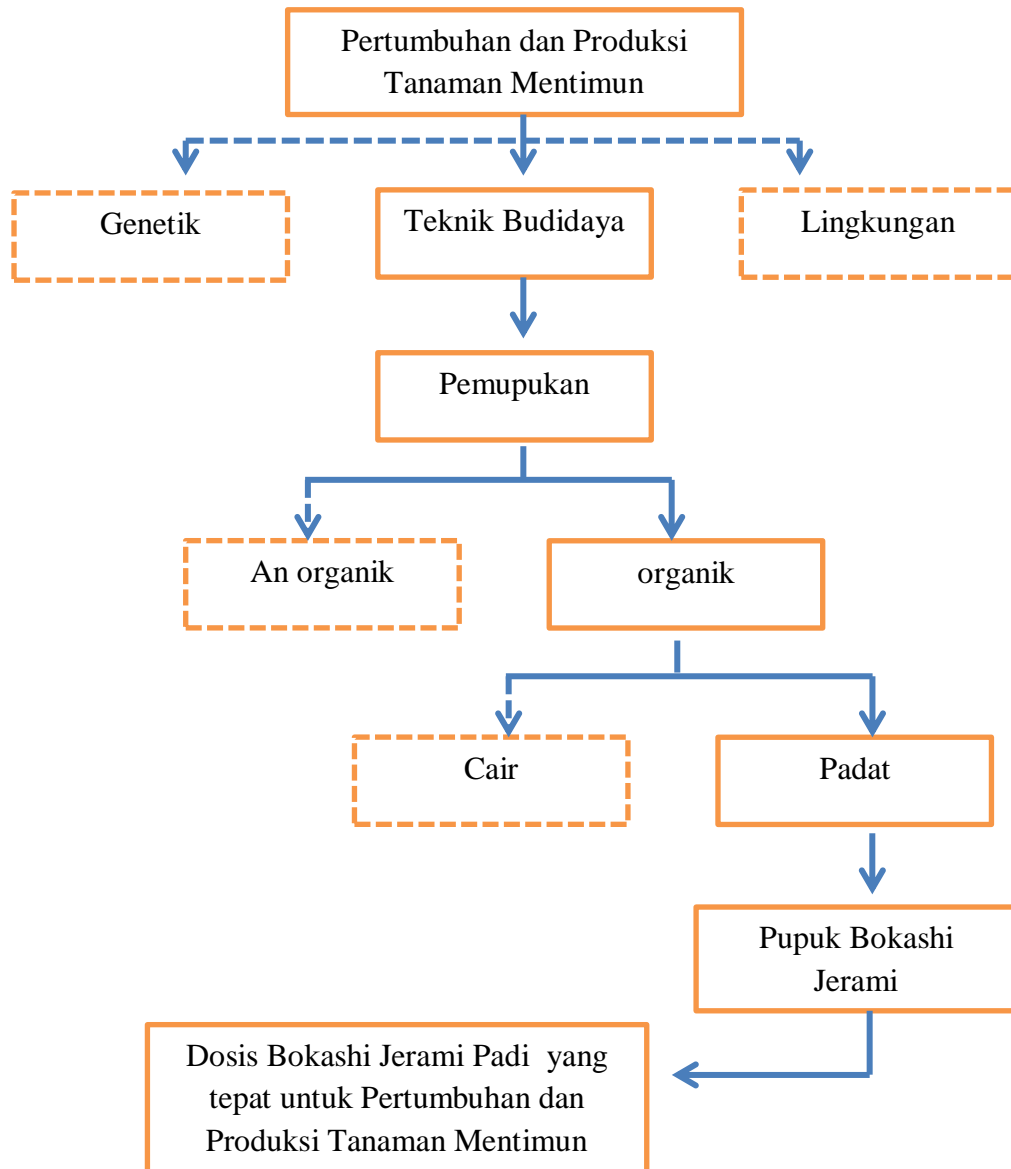 Pertumbuhan dan Produksi
Tanaman Mentimun
Genetik
Teknik Budidaya
Lingkungan
Pemupukan
An organik
organik
Cair
Padat
Pupuk Bokashi
Jerami
Dosis Bokashi Jerami Padi yang
tepat untuk Pertumbuhan dan
Produksi Tanaman Mentimun